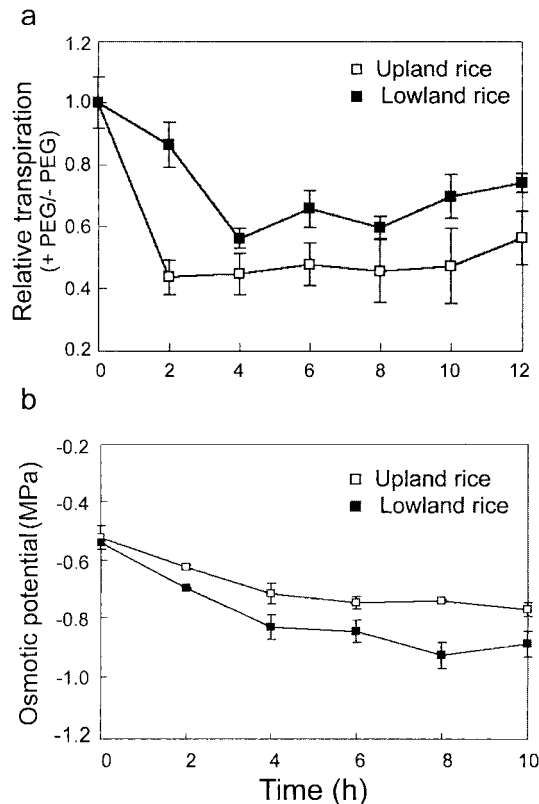 a
Relative transpiration
(+ PEG/- PEG)
1.2
1.0
0.8
0.6
0.4
0.2
Upland rice
Lowland rice
0 2 4 6 8 10 12
b
Osmotic potential (MPa)
-0.2
-0.4
-0.6
-0.8
-1.0
-1.2
Upland rice
Lowland rice
0 2 4 6 8 10
Time (h)